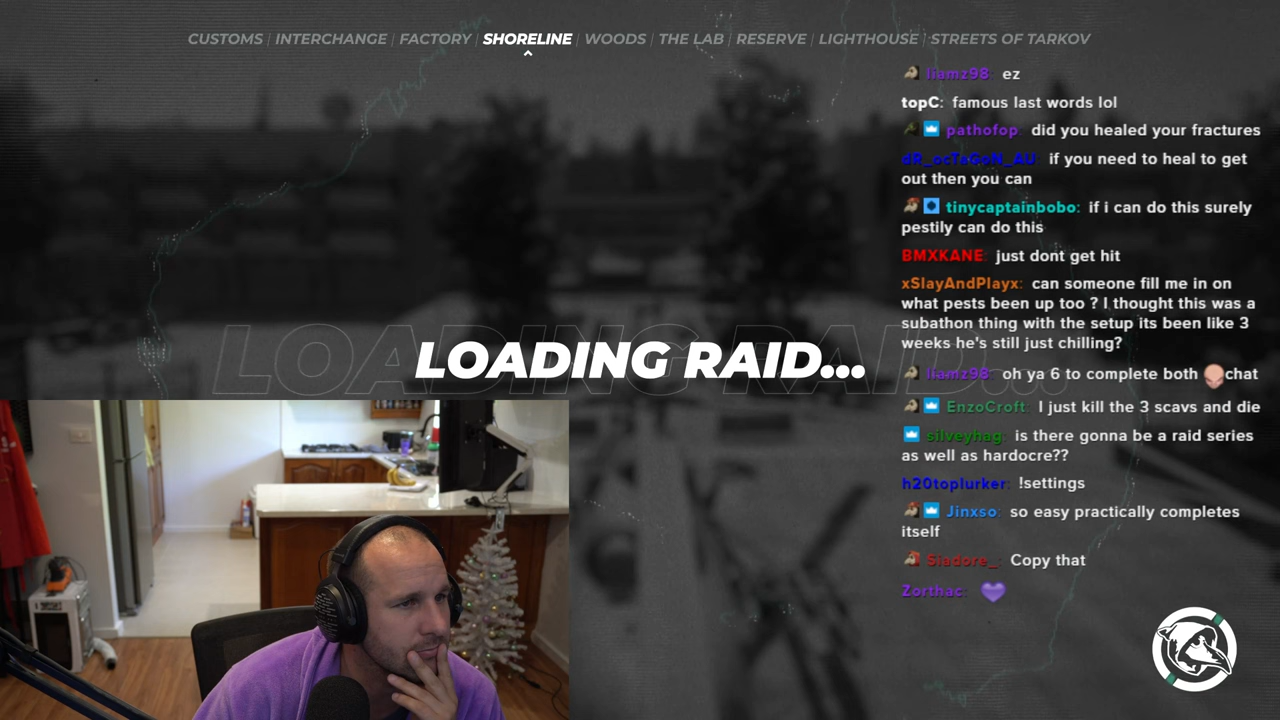 CUSTOMS | INTERCHANGE | FACTORY | SHORELINE | WOODS | THE LAB | RESERVE | LIGHTHOUSE | STREETS OF TARKOV
liamz98: ez
topC: famous last words lol
pathofop: did you healed your fractures
dR_ocTaGoN_AU: if you need to heal to get
out then you can
tinycaptainbobo: if i can do this surely
pestily can do this
BMXKANE: just dont get hit
xSlayAndPlayx: can someone fill me in on
what pests been up too ? I thought this was a
subathon thing with the setup its been like 3
weeks he's still just chilling?
LOADING RAID...
LOADING RAID...
liamz98: oh ya 6 to complete both chat
EnzoCroft: I just kill the 3 scavs and die
silveyhag: is there gonna be a raid series
as well as hardocre??
h20toplurker: !settings
Jinxso: so easy practically completes
itself
Siadore_: Copy that
Zorthac: